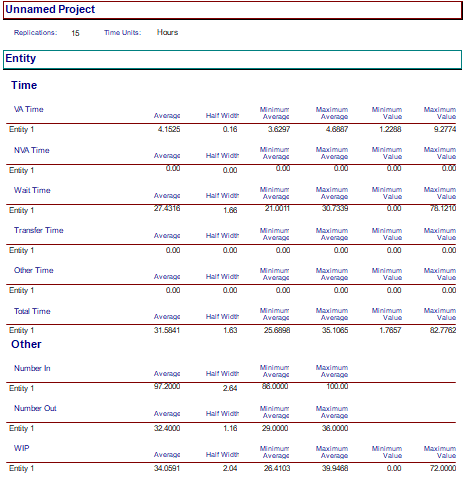 Unnamed Project
Replications: 15 Time Units: Hours
Entity
Time
VA Time Average Half Width Minimum Average Maximum Average Minimum Value Maximum Value
Entity 1 4.1525 0.16 3.6297 4.6887 1.2288 9.2774
NVA Time Average Half Width Minimum Average Maximum Average Minimum Value Maximum Value
Entity 1 0.00 0.00 0.00 0.00 0.00 0.00
Wait Time Average Half Width Minimum Average Maximum Average Minimum Value Maximum Value
Entity 1 27.4316 1.66 21.0011 30.7339 0.00 78.1210
Transfer Time Average Half Width Minimum Average Maximum Average Minimum Value Maximum Value
Entity 1 0.00 0.00 0.00 0.00 0.00 0.00
Other Time Average Half Width Minimum Average Maximum Average Minimum Value Maximum Value
Entity 1 0.00 0.00 0.00 0.00 0.00 0.00
Total Time Average Half Width Minimum Average Maximum Average Minimum Value Maximum Value
Entity 1 31.5841 1.63 25.6898 35.1065 1.7657 82.7762
Other
Number In Average Half Width Minimum Average Maximum Average
Entity 1 97.2000 2.64 86.0000 100.00
Number Out Average Half Width Minimum Average Maximum Average
Entity 1 32.4000 1.16 29.0000 36.0000
WIP Average Half Width Minimum Average Maximum Average Minimum Value Maximum Value
Entity 1 34.0591 2.04 26.4103 39.9468 0.00 72.0000